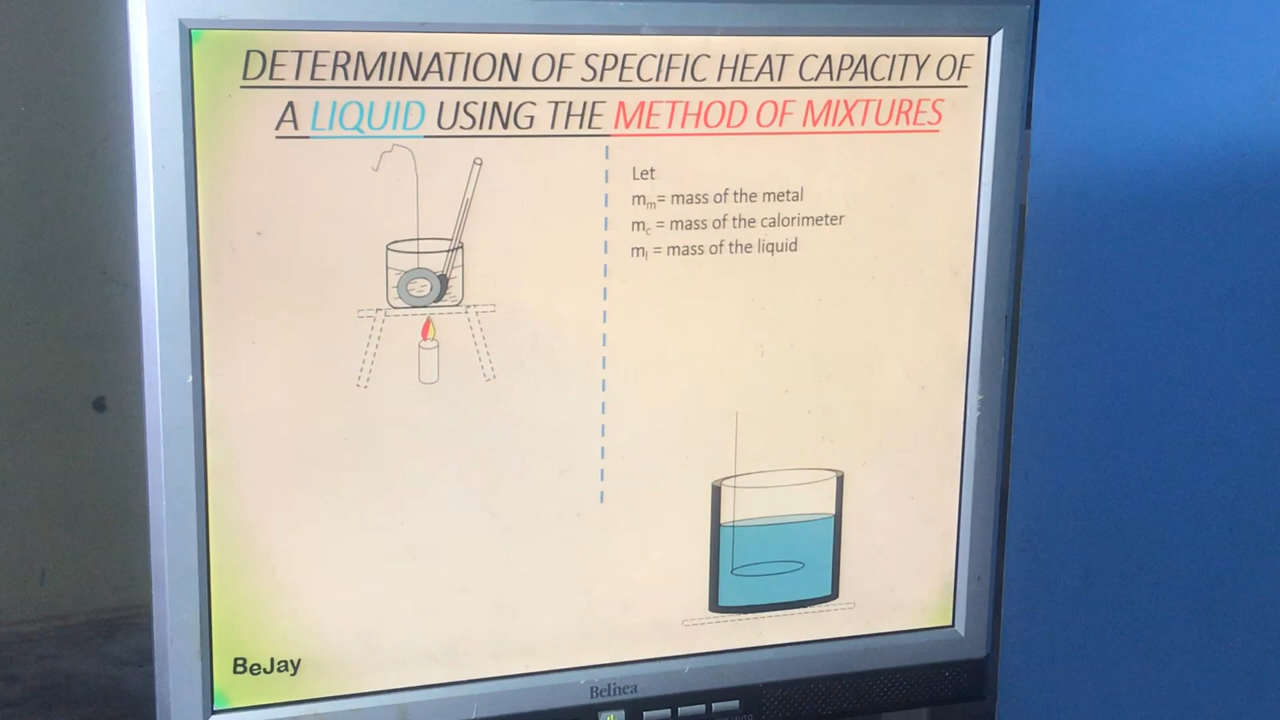 DETERMINATION OF SPECIFIC HEAT CAPACITY OF
A LIQUID USING THE METHOD OF MIXTURES
Let
mₘ= mass of the metal
m꜀ = mass of the calorimeter
mₗ = mass of the liquid
BeJay
Belinea